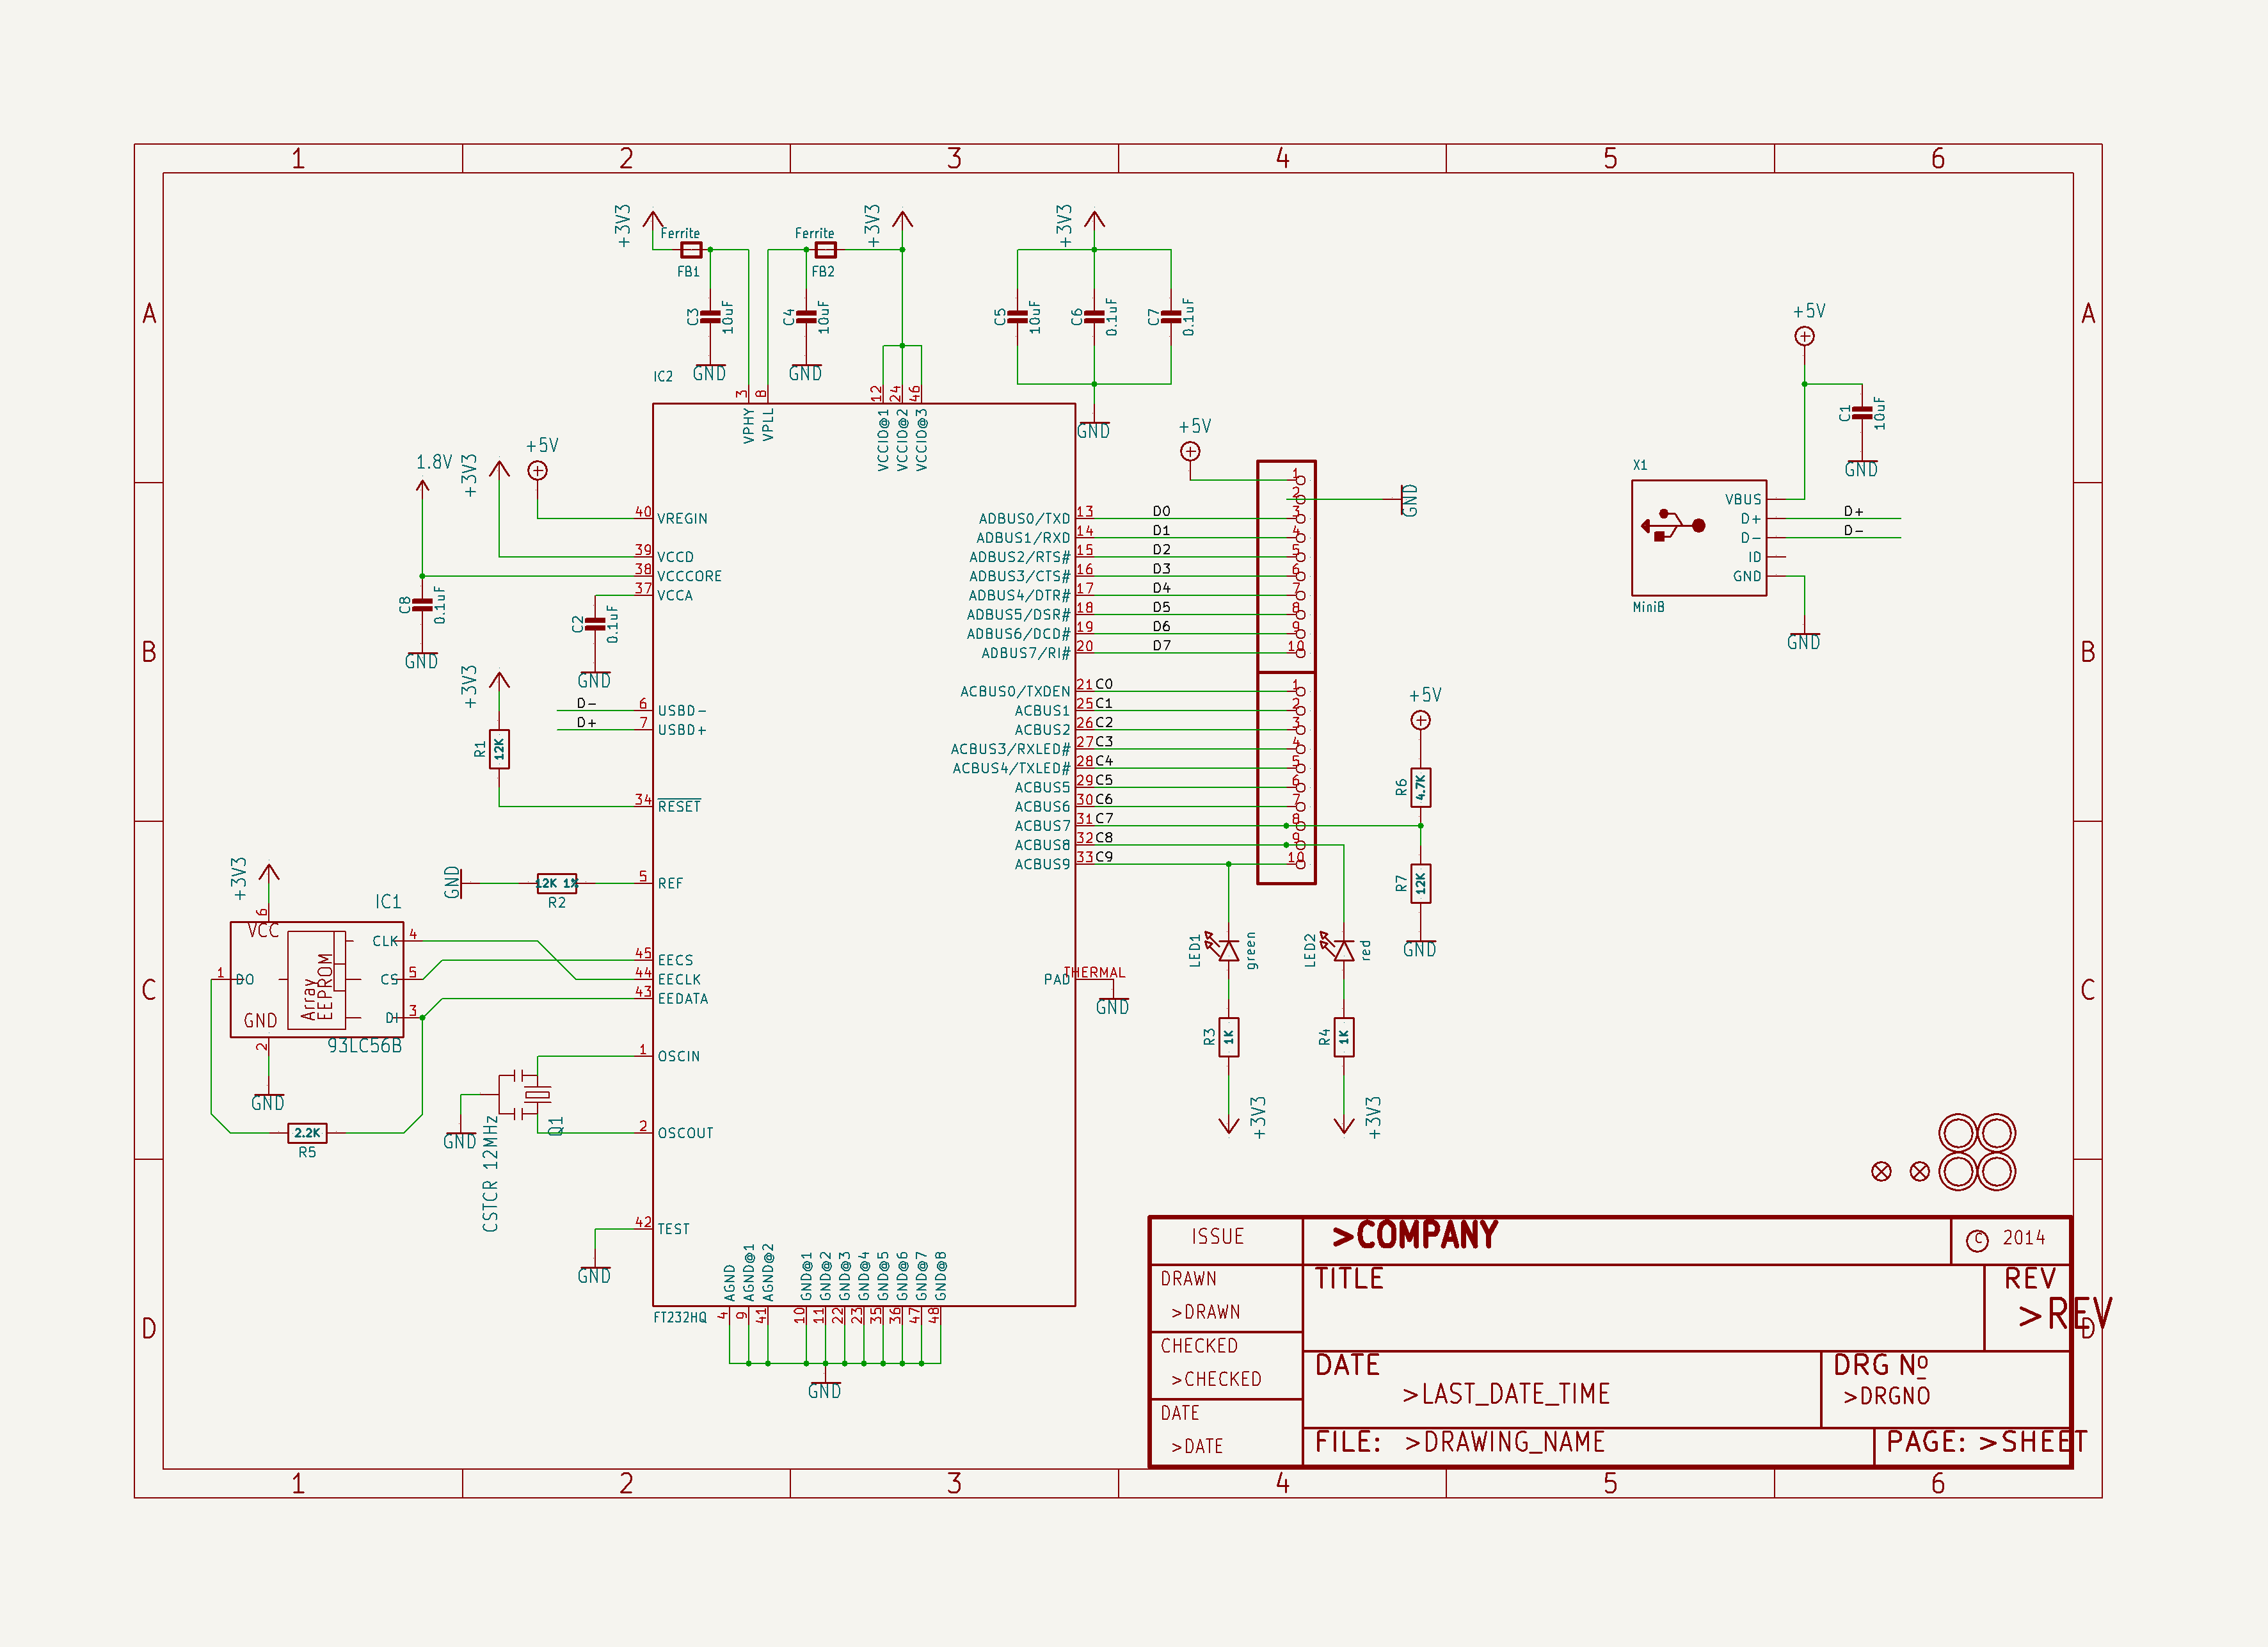 1 2 3 4 5 6
A A
+3V3 Ferrite FB1
C3 10uF GND
Ferrite FB2
C4 10uF GND
+3V3
+3V3
C5 10uF
C6 0.1uF
C7 0.1uF
GND
IC2
3 8 12 24 46
VPHY VPLL VCCIO@1 VCCIO@2 VCCIO@3
+5V
C1 10uF
GND
X1
VBUS
D+ D+
D- D-
ID
GND
MiniB
GND
1.8V +3V3 +5V
40 VREGIN
39 VCCD
38 VCCCORE
37 VCCA
C8 0.1uF
GND
C2 0.1uF
GND
B B
+3V3
R1 12K
D- 6 USBD-
D+ 7 USBD+
34 RESET
GND 12K 1% R2 5 REF
45 EECS
44 EECLK
43 EEDATA
1 OSCIN
2 OSCOUT
42 TEST
GND
+5V
1
2 GND
ADBUS0/TXD 13 D0 3
ADBUS1/RXD 14 D1 4
ADBUS2/RTS# 15 D2 5
ADBUS3/CTS# 16 D3 6
ADBUS4/DTR# 17 D4 7
ADBUS5/DSR# 18 D5 8
ADBUS6/DCD# 19 D6 9
ADBUS7/RI# 20 D7 10
ACBUS0/TXDEN 21 C0 1
ACBUS1 25 C1 2
ACBUS2 26 C2 3
ACBUS3/RXLED# 27 C3 4
ACBUS4/TXLED# 28 C4 5
ACBUS5 29 C5 6
ACBUS6 30 C6 7
ACBUS7 31 C7 8
ACBUS8 32 C8 9
ACBUS9 33 C9 10
+5V
R6 4.7K
R7 12K
GND
LED1 green
LED2 red
R3 1K
R4 1K
+3V3
+3V3
PAD THERMAL
GND
C C
+3V3
IC1
6
VCC
CLK 4
1 DO CS 5
Array
EEPROM
GND DI 3
2 93LC56B
GND
2.2K
R5
GND
CSTCR 12MHz
Q1
AGND AGND@1 AGND@2 GND@1 GND@2 GND@3 GND@4 GND@5 GND@6 GND@7 GND@8
FT232HQ
4 9 41 10 11 22 23 35 36 47 48
GND
D D
ISSUE >COMPANY © 2014
DRAWN TITLE REV
>DRAWN >REV
CHECKED DATE DRG Nº
>CHECKED >LAST_DATE_TIME >DRGNO
DATE
>DATE FILE: >DRAWING_NAME PAGE: >SHEET
1 2 3 4 5 6